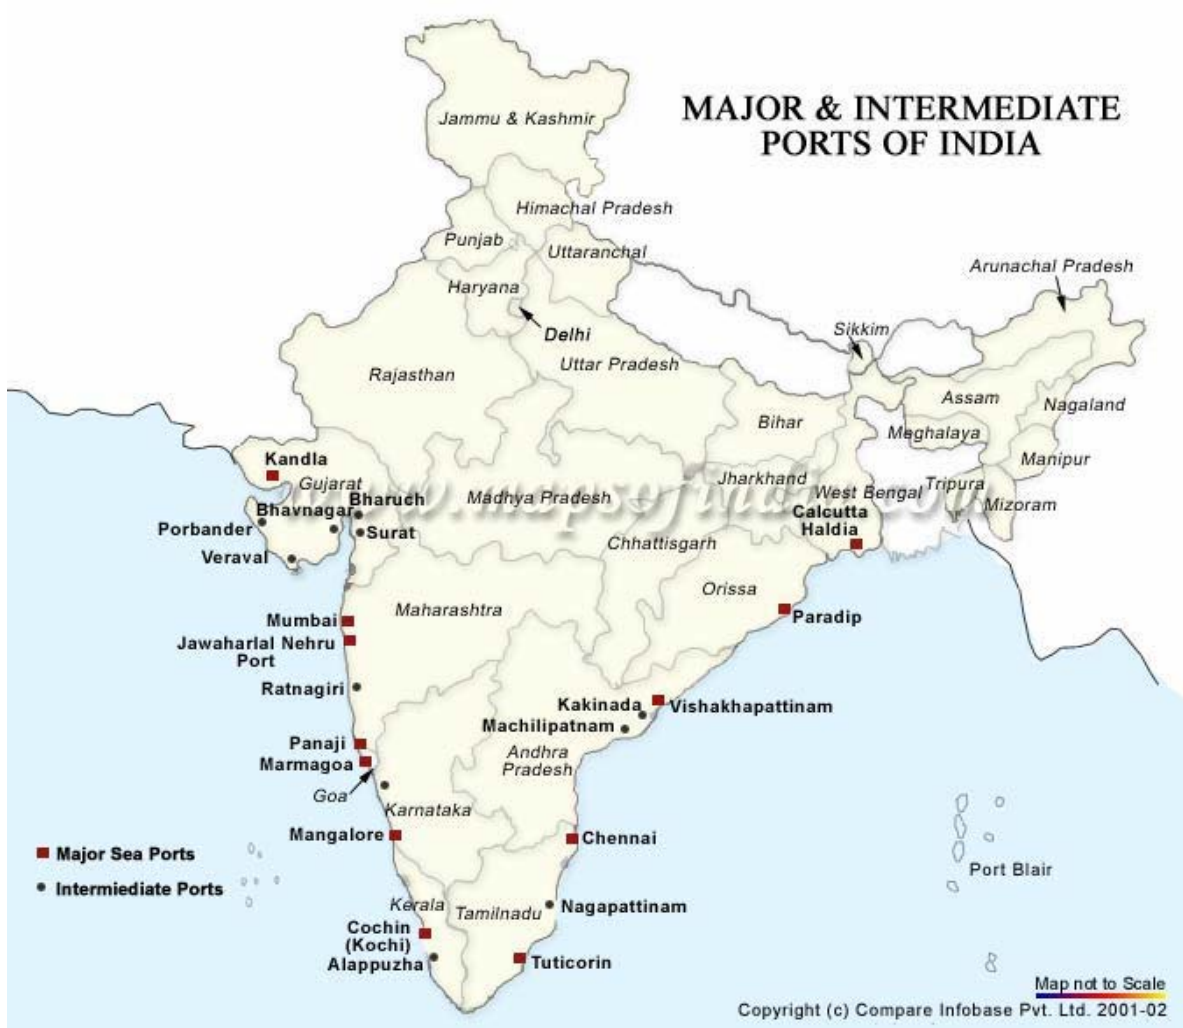 MAJOR & INTERMEDIATE
PORTS OF INDIA
Jammu & Kashmir
Himachal Pradesh
Punjab
Uttaranchal
Haryana
Delhi
Arunachal Pradesh
Sikkim
Rajasthan
Uttar Pradesh
Assam
Nagaland
Bihar
Meghalaya
Manipur
Kandla
Gujarat
Jharkhand
West Bengal
Tripura
Mizoram
www.mapsofindia.com
Madhya Pradesh
Bharuch
Bhavnagar
Porbander
Surat
Veraval
Calcutta
Haldia
Chhattisgarh
Orissa
Maharashtra
Paradip
Mumbai
Jawaharlal Nehru
Port
Ratnagiri
Kakinada
Vishakhapattinam
Machilipatnam
Panaji
Marmagoa
Andhra
Pradesh
Goa
Karnataka
Mangalore
Chennai
Major Sea Ports
Intermiediate Ports
Port Blair
Kerala
Tamilnadu
Nagapattinam
Cochin
(Kochi)
Alappuzha
Tuticorin
Map not to Scale
Copyright (c) Compare Infobase Pvt. Ltd. 2001-02